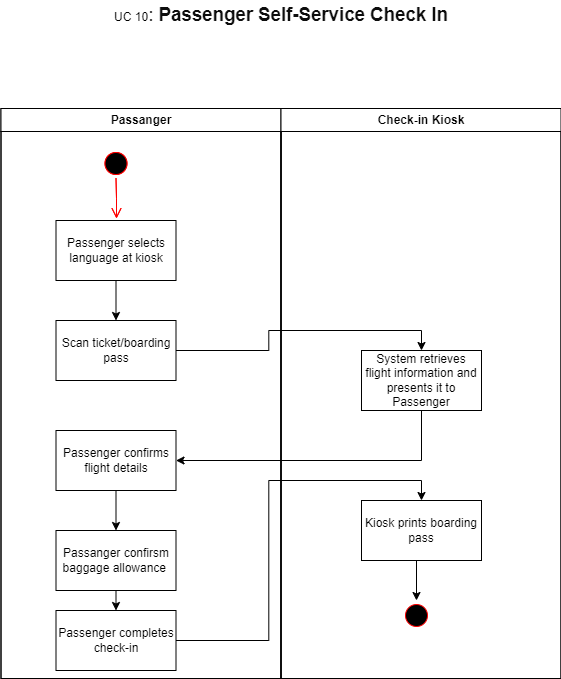 UC 10: Passenger Self-Service Check In
Passanger
Check-in Kiosk
Passenger selects
language at kiosk
Scan ticket/boarding
pass
System retrieves
flight information and
presents it to
Passenger
Passenger confirms
flight details
Kiosk prints boarding
pass
Passanger confirsm
baggage allowance
Passenger completes
check-in